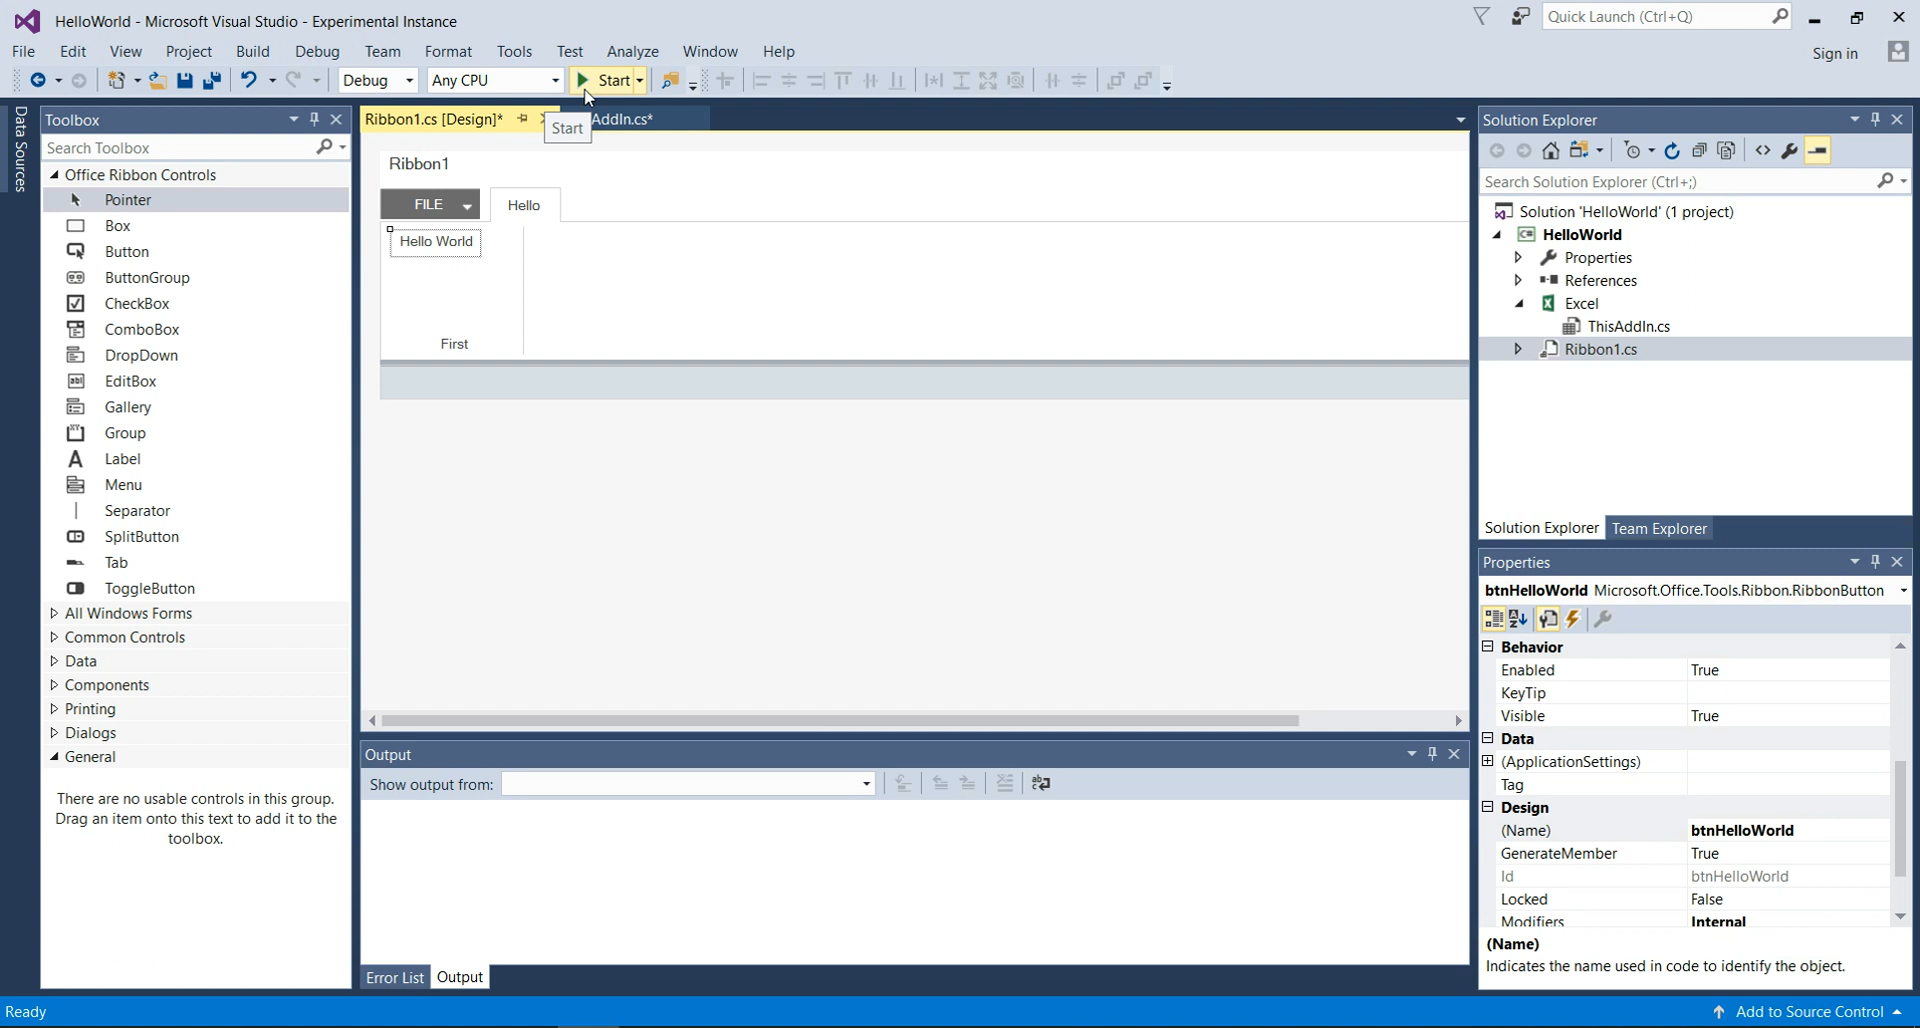 HelloWorld - Microsoft Visual Studio - Experimental Instance
Quick Launch (Ctrl+Q)
File Edit View Project Build Debug Team Format Tools Test Analyze Window Help
Sign in
Debug Any CPU Start
Data Sources
Toolbox
Search Toolbox
Office Ribbon Controls
Pointer
Box
Button
ButtonGroup
CheckBox
ComboBox
DropDown
EditBox
Gallery
Group
Label
Menu
Separator
SplitButton
Tab
ToggleButton
All Windows Forms
Common Controls
Data
Components
Printing
Dialogs
General
There are no usable controls in this group.
Drag an item onto this text to add it to the
toolbox.
Ribbon1.cs [Design]*
AddIn.cs*
Start
Ribbon1
FILE
Hello
Hello World
First
Output
Show output from:
Error List
Output
Solution Explorer
Search Solution Explorer (Ctrl+;)
Solution 'HelloWorld' (1 project)
HelloWorld
Properties
References
Excel
ThisAddIn.cs
Ribbon1.cs
Solution Explorer
Team Explorer
Properties
btnHelloWorld Microsoft.Office.Tools.Ribbon.RibbonButton
Behavior
Enabled True
KeyTip
Visible True
Data
(ApplicationSettings)
Tag
Design
(Name) btnHelloWorld
GenerateMember True
Id btnHelloWorld
Locked False
Modifiers Internal
(Name)
Indicates the name used in code to identify the object.
Ready
Add to Source Control